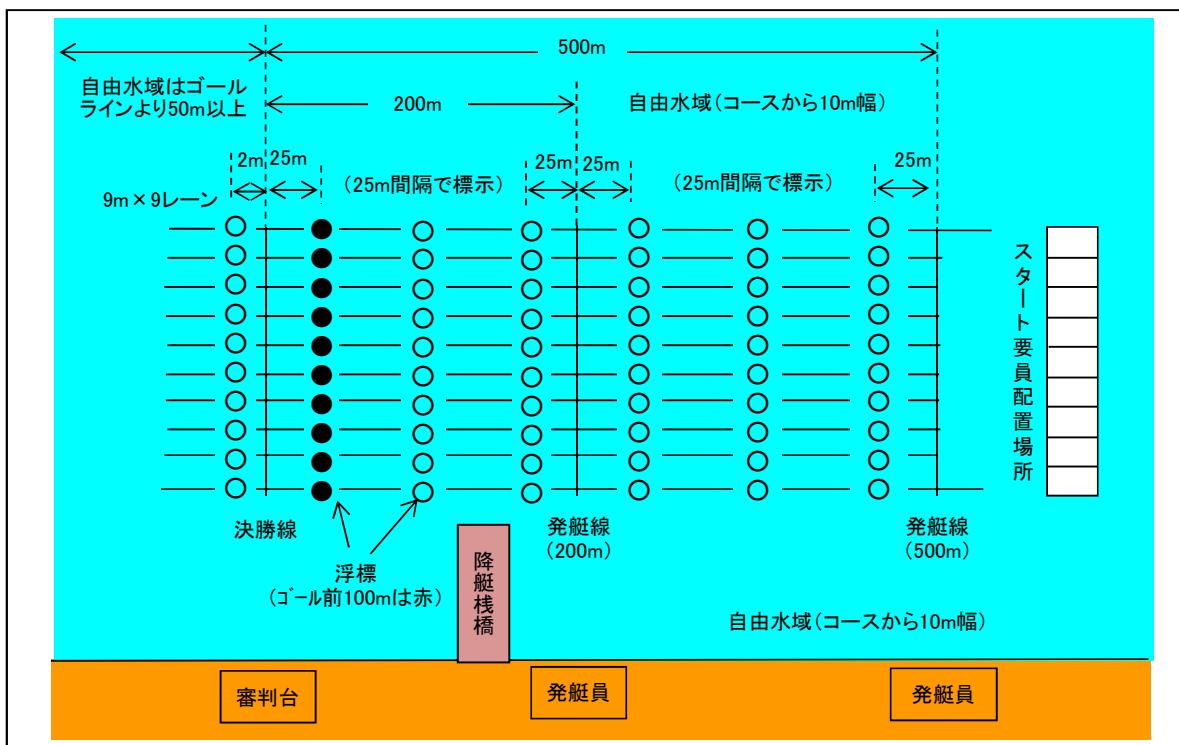 500m
自由水域はゴール
ラインより50m以上
200m
自由水域(コースから10m幅)
2m
25m
25m
25m
25m
(25m間隔で標示)
(25m間隔で標示)
9m×9レーン
スタート要員配置場所
決勝線
発艇線
(200m)
発艇線
(500m)
浮標
(ｺﾞｰﾙ前100mは赤)
降艇桟橋
自由水域(コースから10m幅)
審判台
発艇員
発艇員